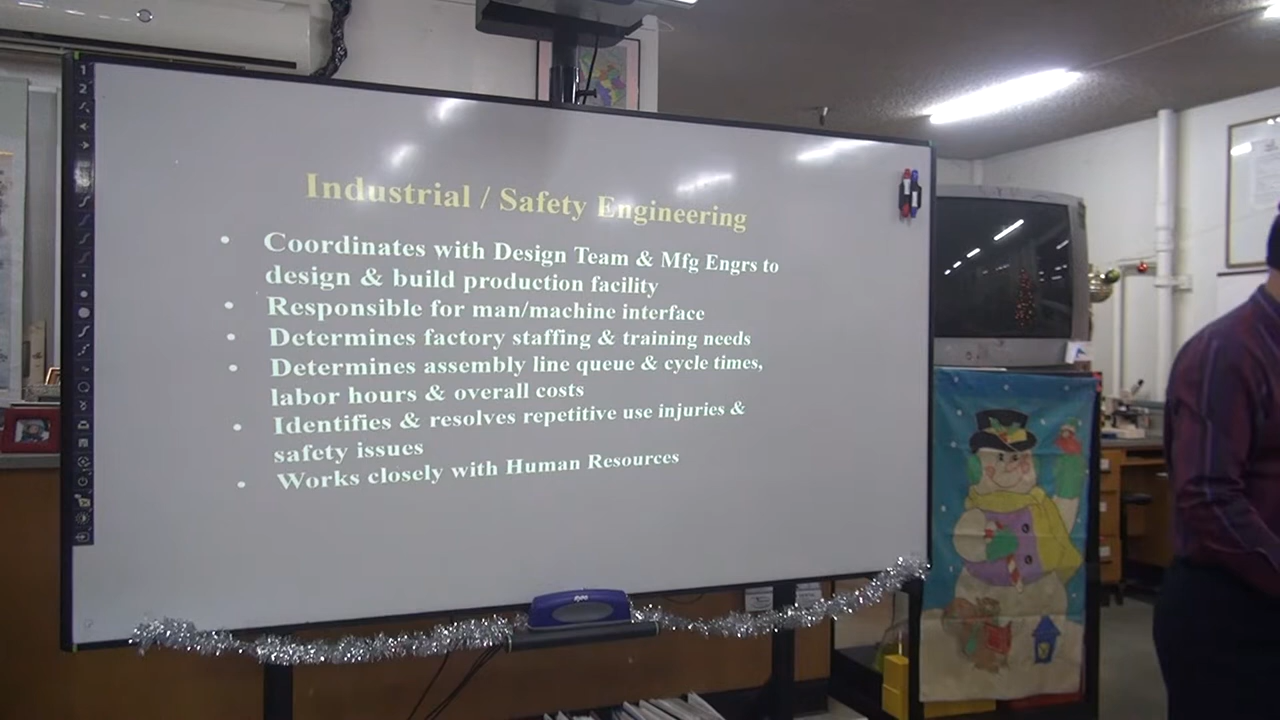 Industrial / Safety Engineering
• Coordinates with Design Team & Mfg Engrs to
design & build production facility
• Responsible for man/machine interface
• Determines factory staffing & training needs
• Determines assembly line queue & cycle times,
labor hours & overall costs
• Identifies & resolves repetitive use injuries &
safety issues
• Works closely with Human Resources
1
2